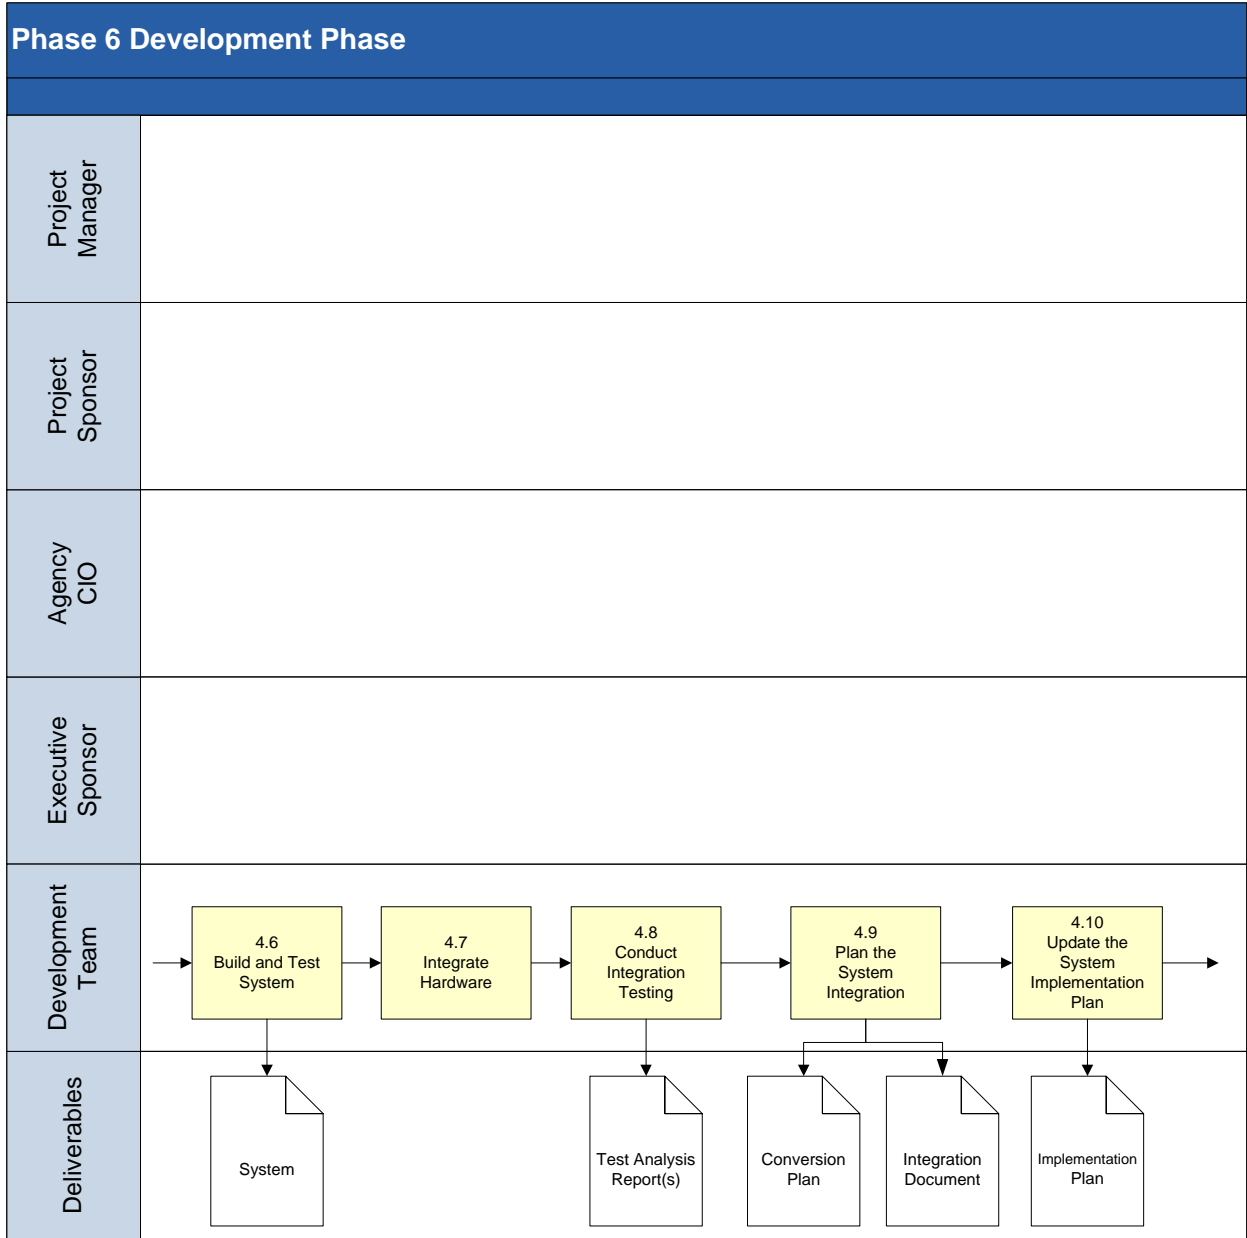 Phase 6 Development Phase
Project
Manager
Project
Sponsor
Agency
CIO
Executive
Sponsor
Development
Team
4.6
Build and Test
System
4.7
Integrate
Hardware
4.8
Conduct
Integration
Testing
4.9
Plan the
System
Integration
4.10
Update the
System
Implementation
Plan
Deliverables
System
Test Analysis
Report(s)
Conversion
Plan
Integration
Document
Implementation
Plan